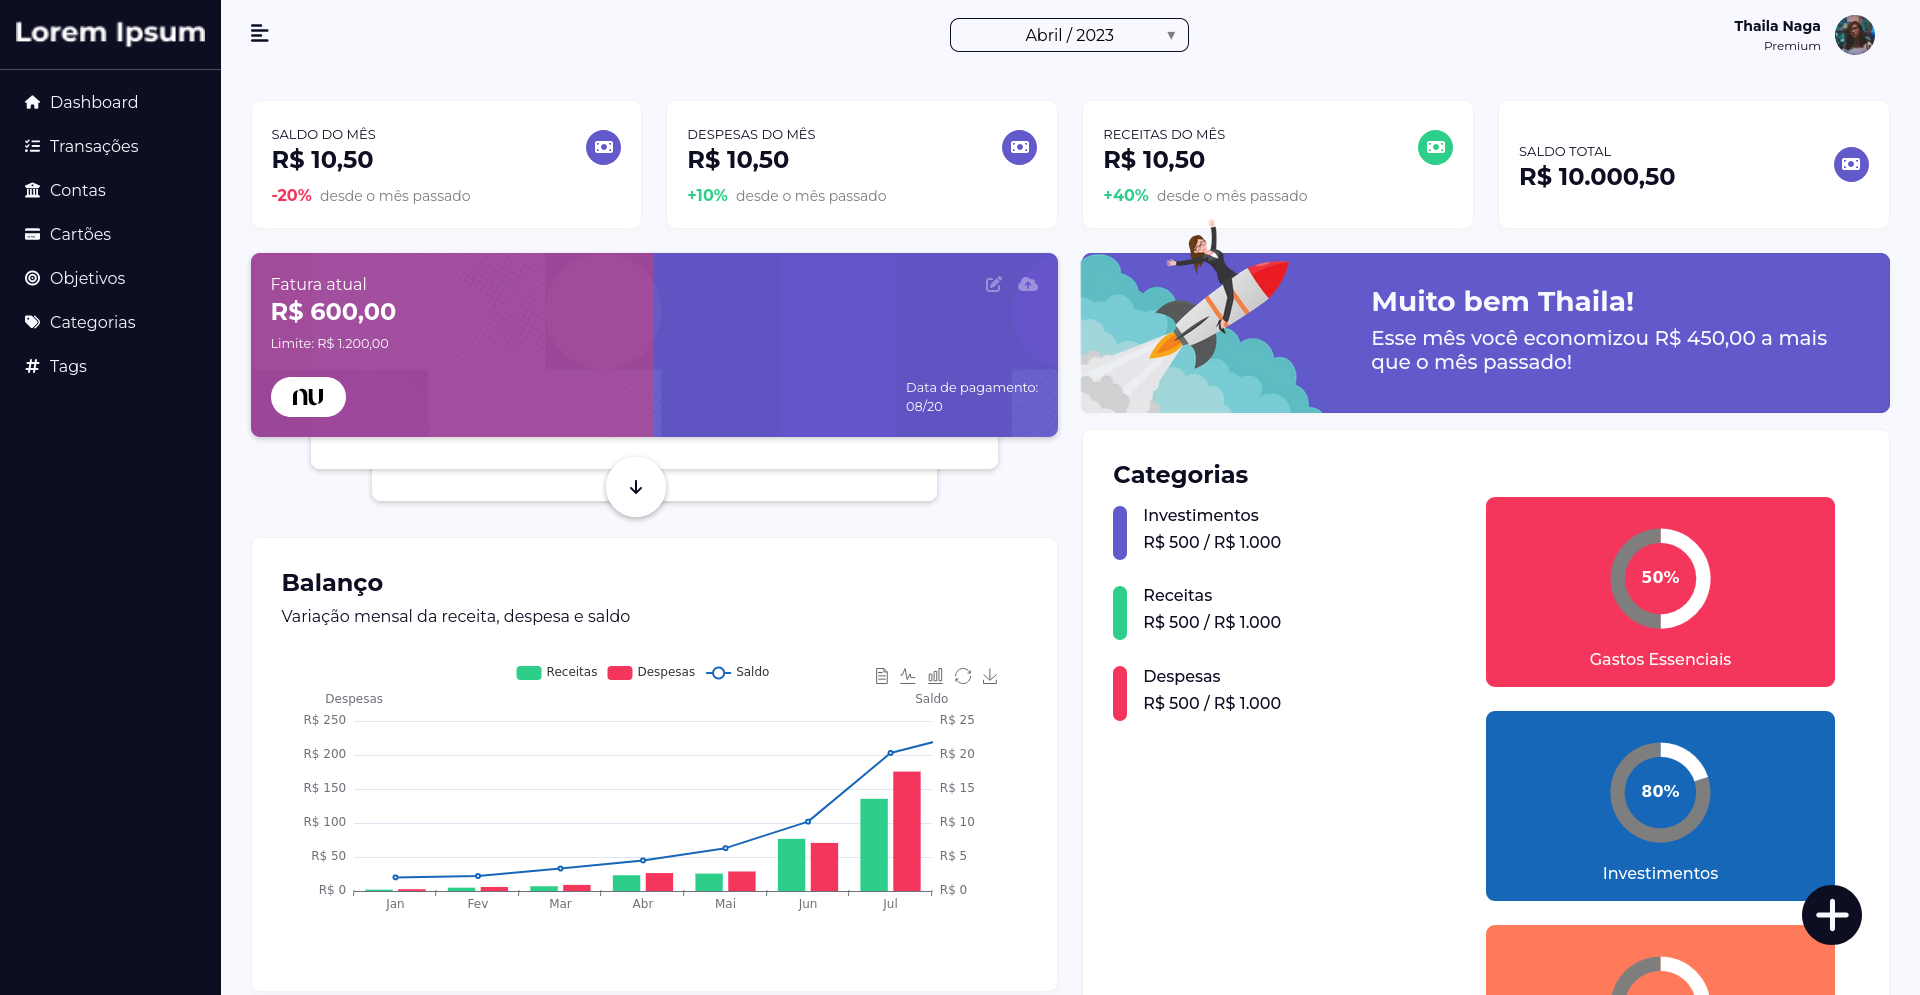 Lorem Ipsum
Dashboard
Transações
Contas
Cartões
Objetivos
Categorias
Tags
Abril / 2023
Thaila Naga
Premium
SALDO DO MÊS
R$ 10,50
-20% desde o mês passado
DESPESAS DO MÊS
R$ 10,50
+10% desde o mês passado
RECEITAS DO MÊS
R$ 10,50
+40% desde o mês passado
SALDO TOTAL
R$ 10.000,50
Fatura atual
R$ 600,00
Limite: R$ 1.200,00
nu
Data de pagamento:
08/20
Muito bem Thaila!
Esse mês você economizou R$ 450,00 a mais
que o mês passado!
Balanço
Variação mensal da receita, despesa e saldo
Receitas Despesas Saldo
Despesas Saldo
R$ 250 R$ 25
R$ 200 R$ 20
R$ 150 R$ 15
R$ 100 R$ 10
R$ 50 R$ 5
R$ 0 R$ 0
Jan Fev Mar Abr Mai Jun Jul
Categorias
Investimentos
R$ 500 / R$ 1.000
Receitas
R$ 500 / R$ 1.000
Despesas
R$ 500 / R$ 1.000
50%
Gastos Essenciais
80%
Investimentos